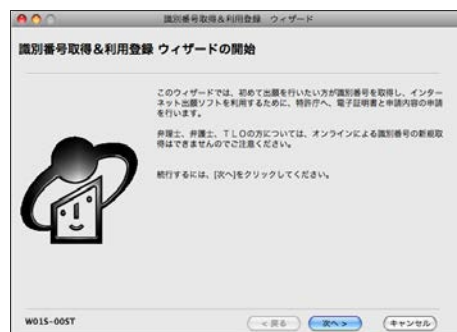 識別番号取得&利用登録 ウィザード
識別番号取得&利用登録 ウィザードの開始
このウィザードでは、初めて出願を行いたい方が識別番号を取得し、インター
ネット出願ソフトを利用するために、特許庁へ、電子証明書と申請内容の申請
を行います。
弁理士、弁護士、TLOの方については、オンラインによる識別番号の新規取
得はできませんのでご注意ください。
続行するには、[次へ]をクリックしてください。
W01S-00ST
< 戻る
次へ >
キャンセル